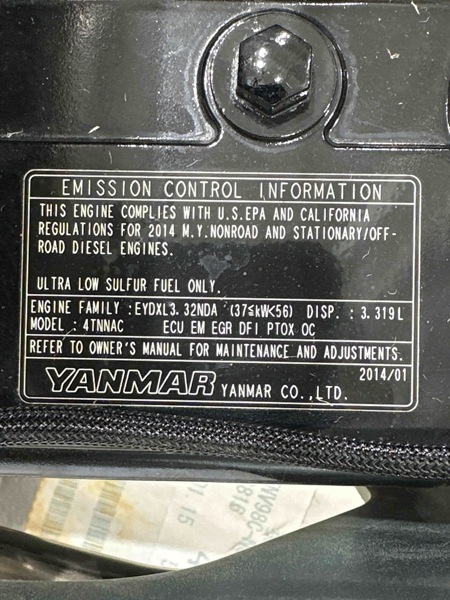 EMISSION CONTROL INFORMATION
THIS ENGINE COMPLIES WITH U.S.EPA AND CALIFORNIA
REGULATIONS FOR 2014 M.Y.NONROAD AND STATIONARY/OFF-
ROAD DIESEL ENGINES.
ULTRA LOW SULFUR FUEL ONLY.
ENGINE FAMILY :EYDXL3.32NDA (37≤kW<56) DISP. : 3.319L
MODEL : 4TNNAC ECU EM EGR DFI PTOX OC
REFER TO OWNER'S MANUAL FOR MAINTENANCE AND ADJUSTMENTS.
2014/01
YANMAR YANMAR CO.,LTD.